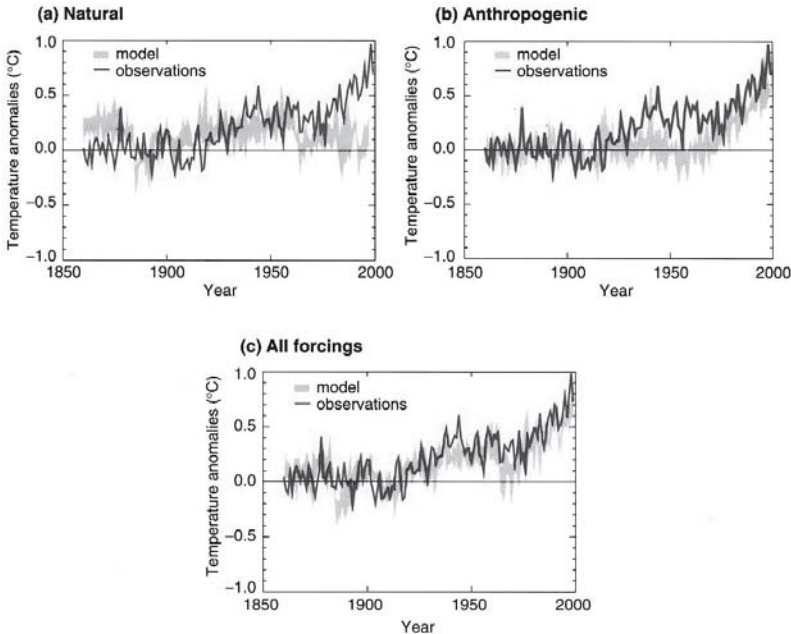 (a) Natural
1.0
0.5
0.0
−0.5
−1.0
Temperature anomalies (°C)
model
observations
1850
1900
1950
2000
Year
(b) Anthropogenic
1.0
0.5
0.0
−0.5
−1.0
Temperature anomalies (°C)
model
observations
1850
1900
1950
2000
Year
(c) All forcings
1.0
0.5
0.0
−0.5
−1.0
Temperature anomalies (°C)
model
observations
1850
1900
1950
2000
Year